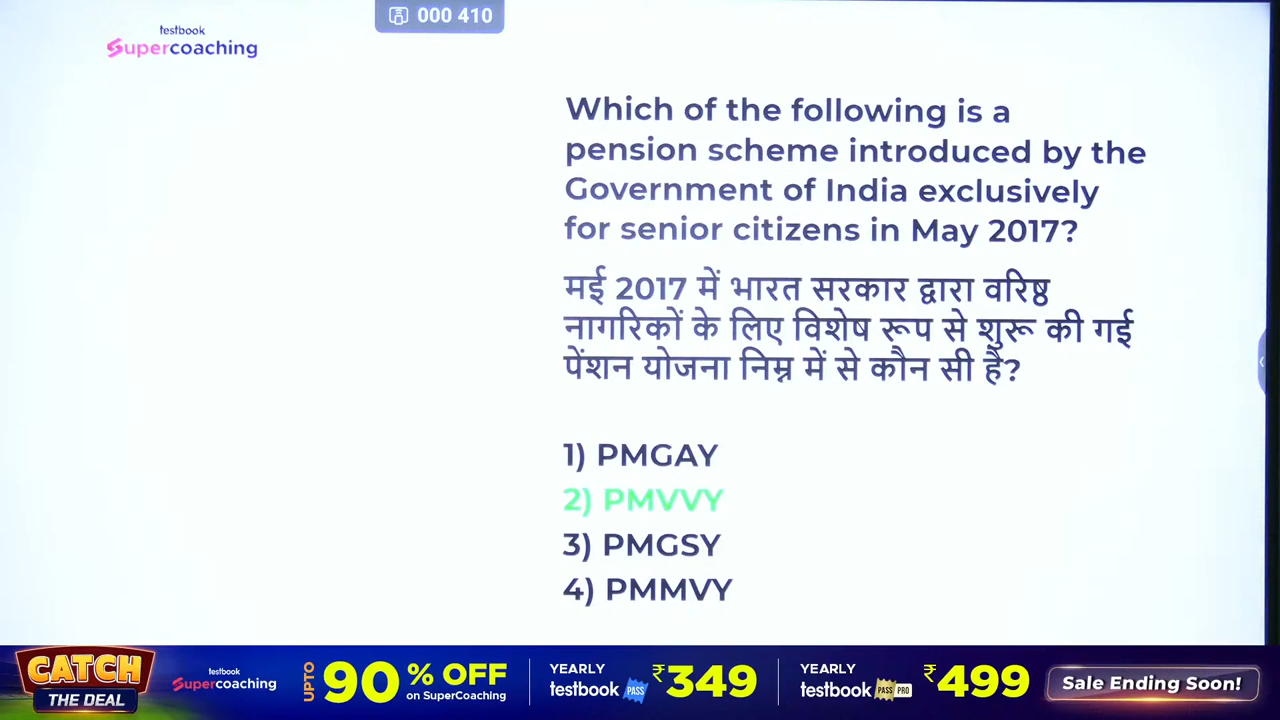 000 410
testbook
Supercoaching
Which of the following is a
pension scheme introduced by the
Government of India exclusively
for senior citizens in May 2017?
मई 2017 में भारत सरकार द्वारा वरिष्ठ
नागरिकों के लिए विशेष रूप से शुरू की गई
पेंशन योजना निम्न में से कौन सी है?
1) PMGAY
2) PMVVY
3) PMGSY
4) PMMVY
CATCH
THE DEAL
testbook
Supercoaching
UPTO 90% OFF
on SuperCoaching
YEARLY
testbook PASS
₹349
YEARLY
testbook PASS PRO
₹499
Sale Ending Soon!